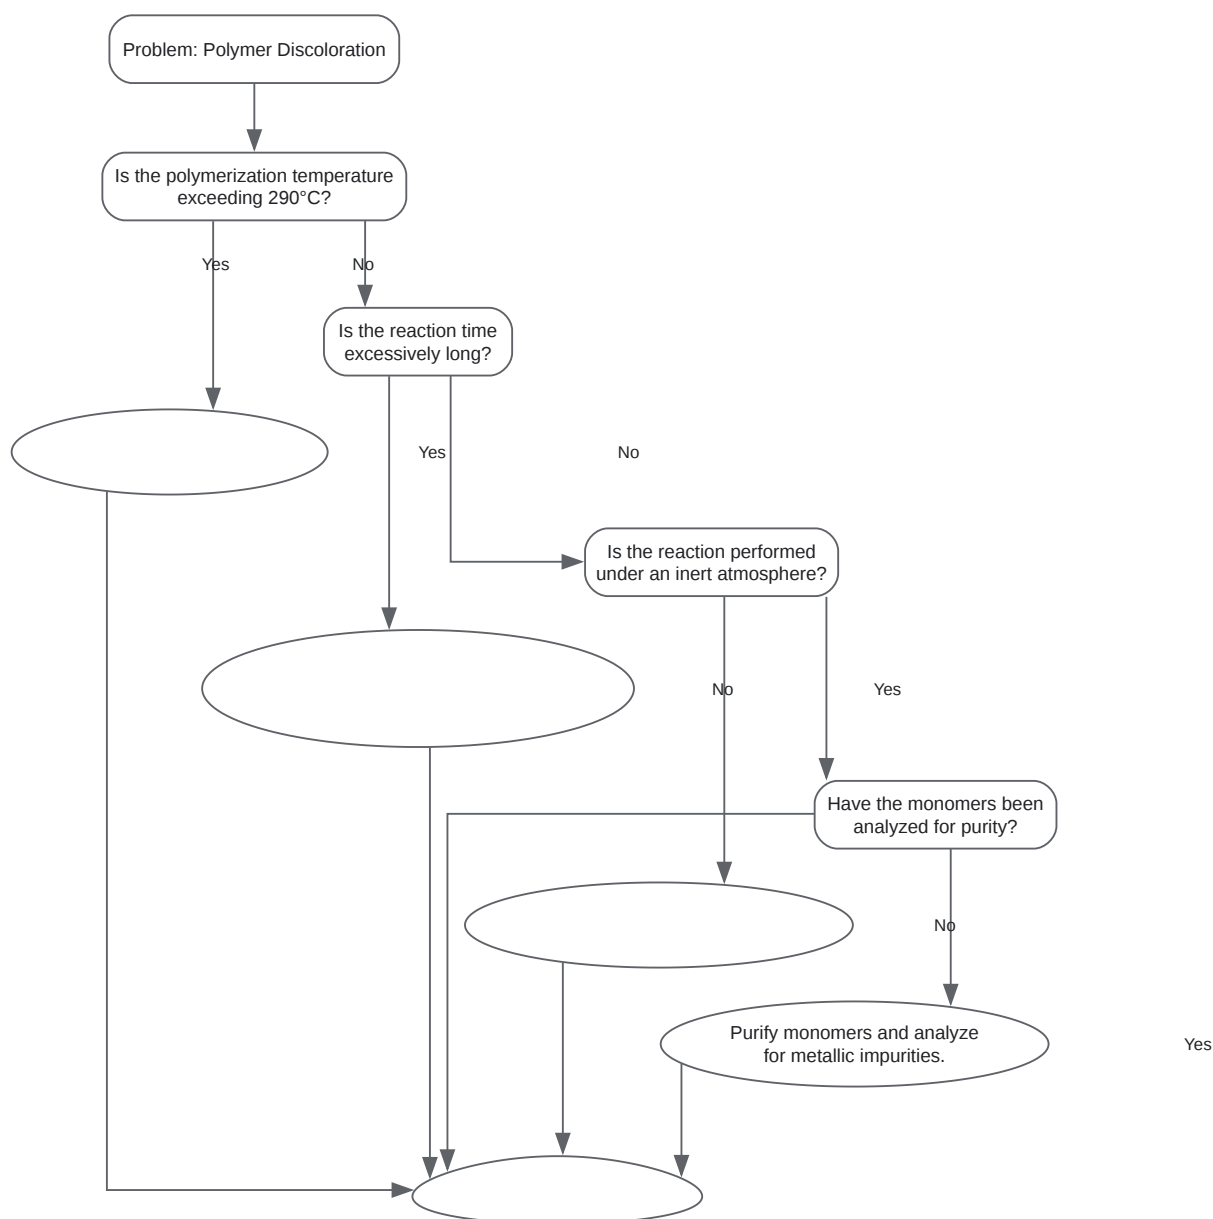 Problem: Polymer Discoloration
Is the polymerization temperature
exceeding 290°C?
Yes
No
Is the reaction time
excessively long?
Yes
No
Is the reaction performed
under an inert atmosphere?
No
Yes
Have the monomers been
analyzed for purity?
No
Purify monomers and analyze
for metallic impurities.
Yes